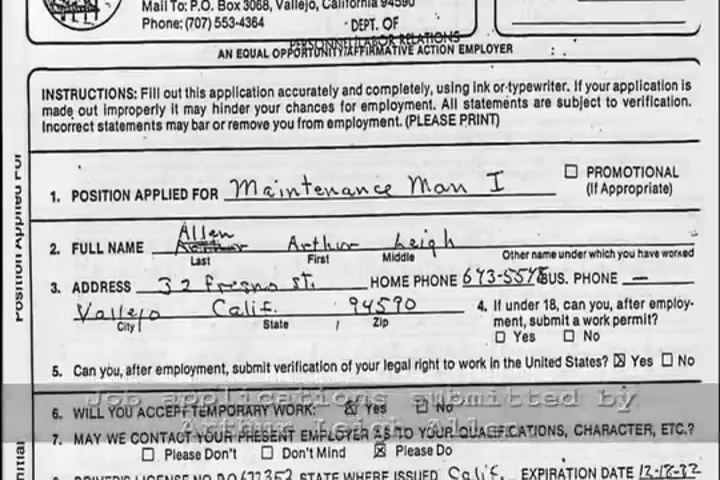 Mail To: P.O. Box 3068, Vallejo, California 94590
Phone: (707) 553-4364 DEPT. OF
PERSONNEL/LABOR RELATIONS
AN EQUAL OPPORTUNITY/AFFIRMATIVE ACTION EMPLOYER
INSTRUCTIONS: Fill out this application accurately and completely, using ink or typewriter. If your application is
made out improperly it may hinder your chances for employment. All statements are subject to verification.
Incorrect statements may bar or remove you from employment. (PLEASE PRINT)
Position Applied For
1. POSITION APPLIED FOR Maintenance Man I PROMOTIONAL
(If Appropriate)
Allen
2. FULL NAME Arthur Arthur Leigh
Last First Middle Other name under which you have worked
3. ADDRESS 32 Fresno St. HOME PHONE 643-5575 BUS. PHONE —
Vallejo Calif. 94590 4. If under 18, can you, after employ-
City State Zip ment, submit a work permit?
Yes No
5. Can you, after employment, submit verification of your legal right to work in the United States? Yes No
Job applications submitted by
6. WILL YOU ACCEPT TEMPORARY WORK: Yes No
Arthur Leigh Allen
7. MAY WE CONTACT YOUR PRESENT EMPLOYER AS TO YOUR QUALIFICATIONS, CHARACTER, ETC.?
Please Don't Don't Mind Please Do
STATE WHERE ISSUED Calif. EXPIRATION DATE 12-18-82